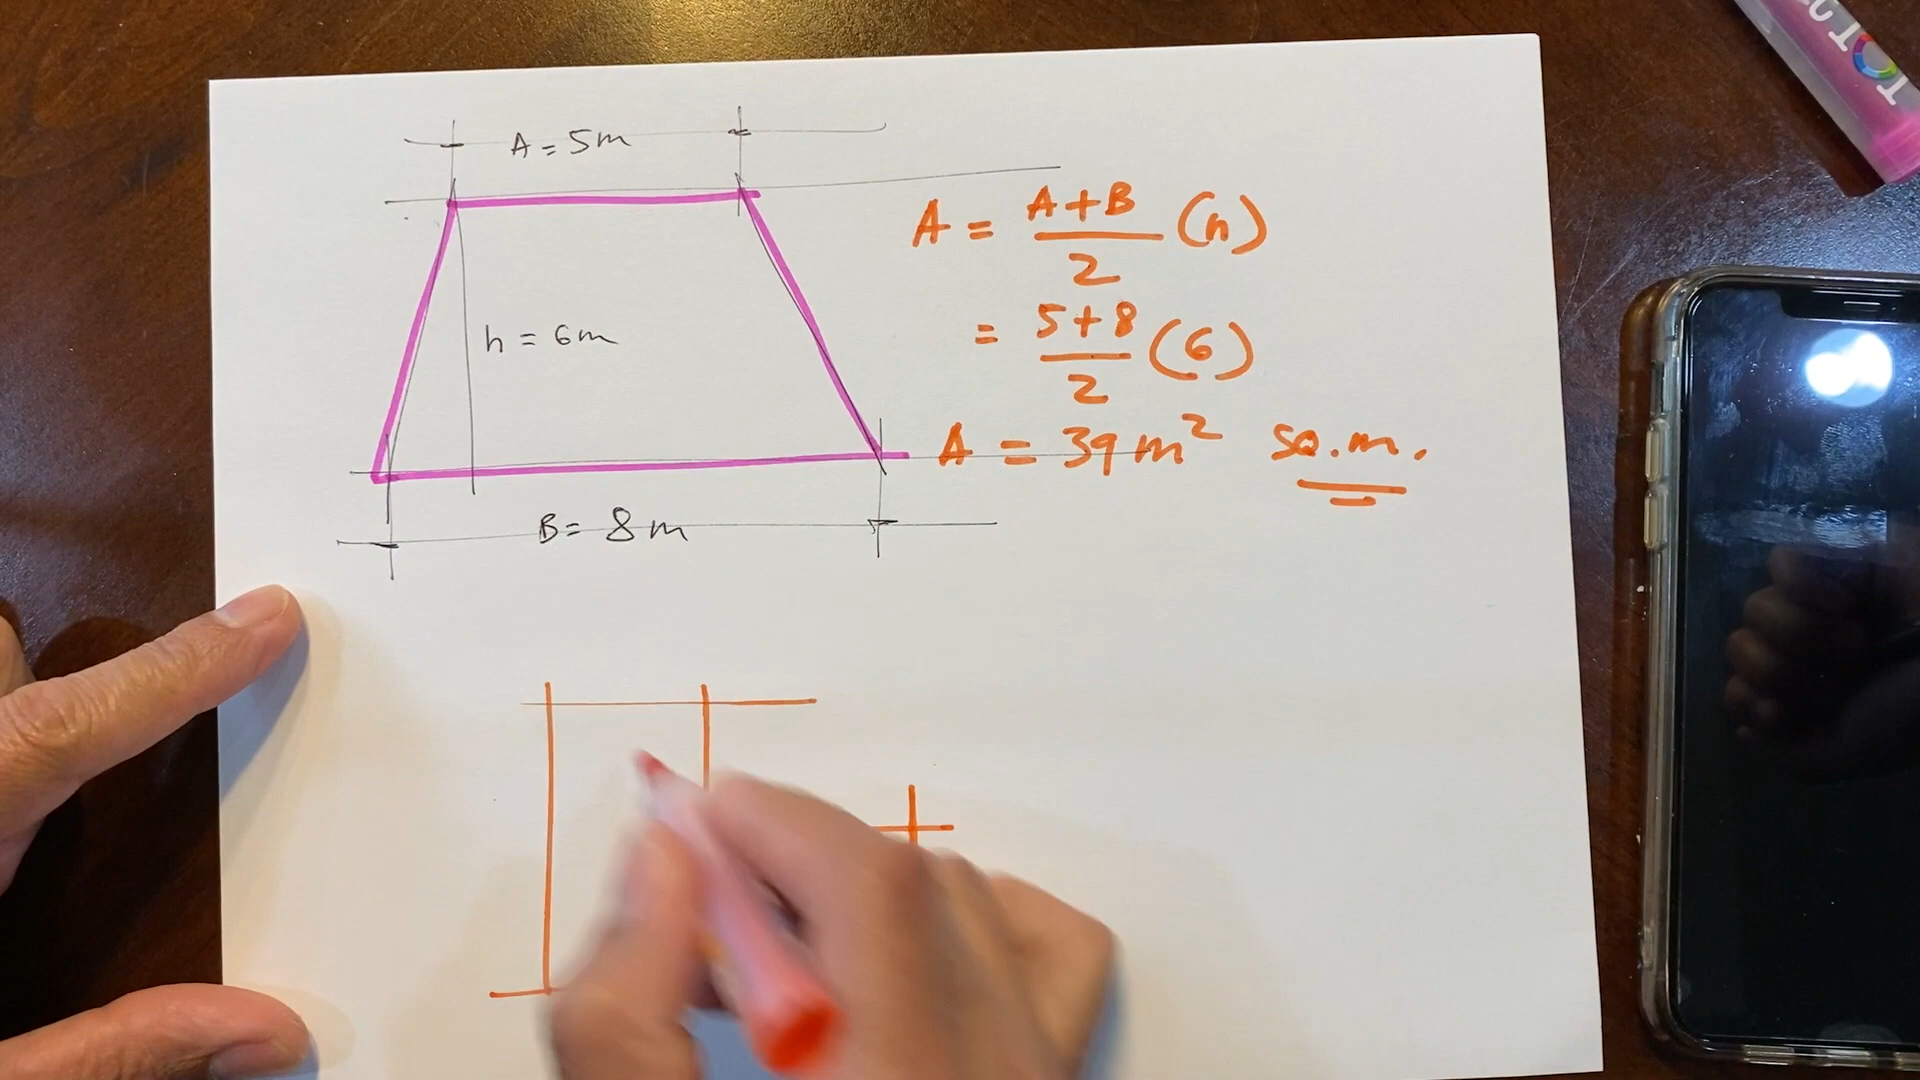 A = 5m
h = 6m
B = 8m
A = A+B/2 (h)
= 5+8/2 (6)
A = 39m² SQ.m.